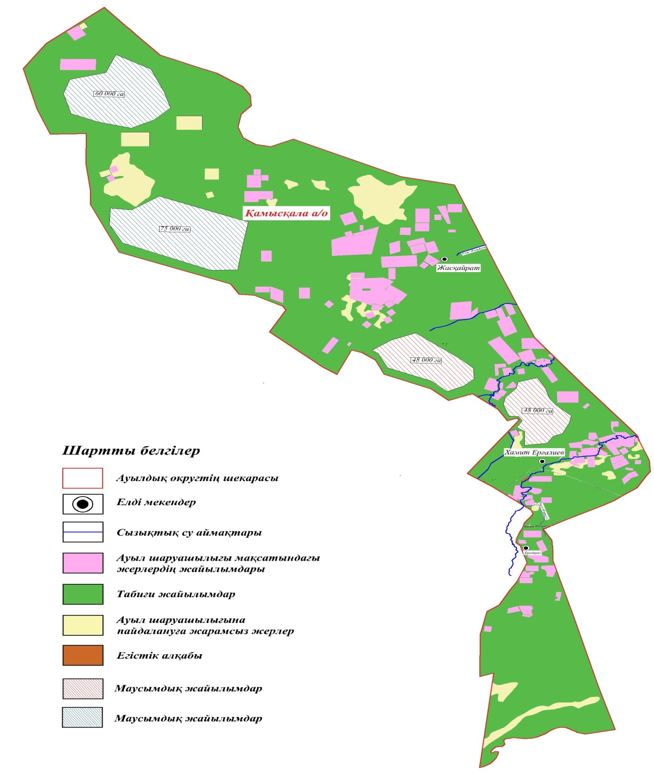 60 000 га
75 000 га
Қамысқала а/о
Жасқайрат
45 000 га
48 000 га
Хамит Ерғалиев
Шартты белгілер
Ауылдық округтің шекарасы
Елді мекендер
Сызықтық су аймақтары
Ауыл шаруашылығы мақсатындағы
жерлердің жайылымдары
Табиғи жайылымдар
Ауыл шаруашылығына
пайдалануға жарамсыз жерлер
Егістік алқабы
Маусымдық жайылымдар
Маусымдық жайылымдар